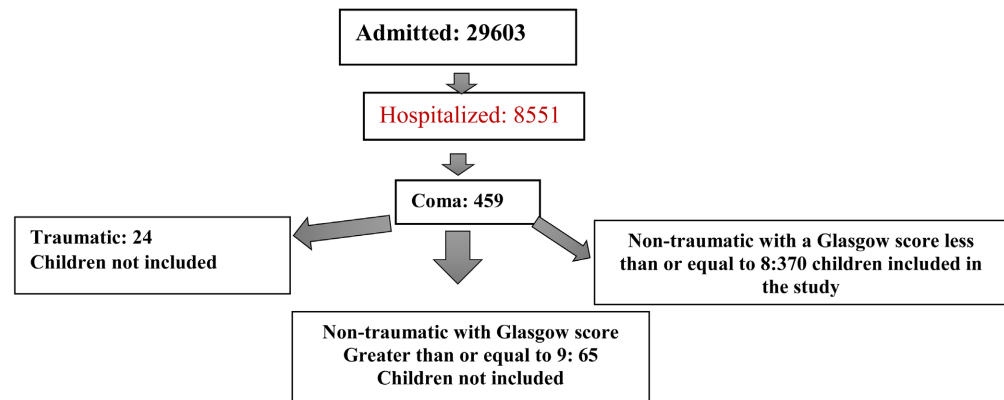 Admitted: 29603
Hospitalized: 8551
Coma: 459
Traumatic: 24
Children not included
Non-traumatic with a Glasgow score less
than or equal to 8:370 children included in
the study
Non-traumatic with Glasgow score
Greater than or equal to 9: 65
Children not included